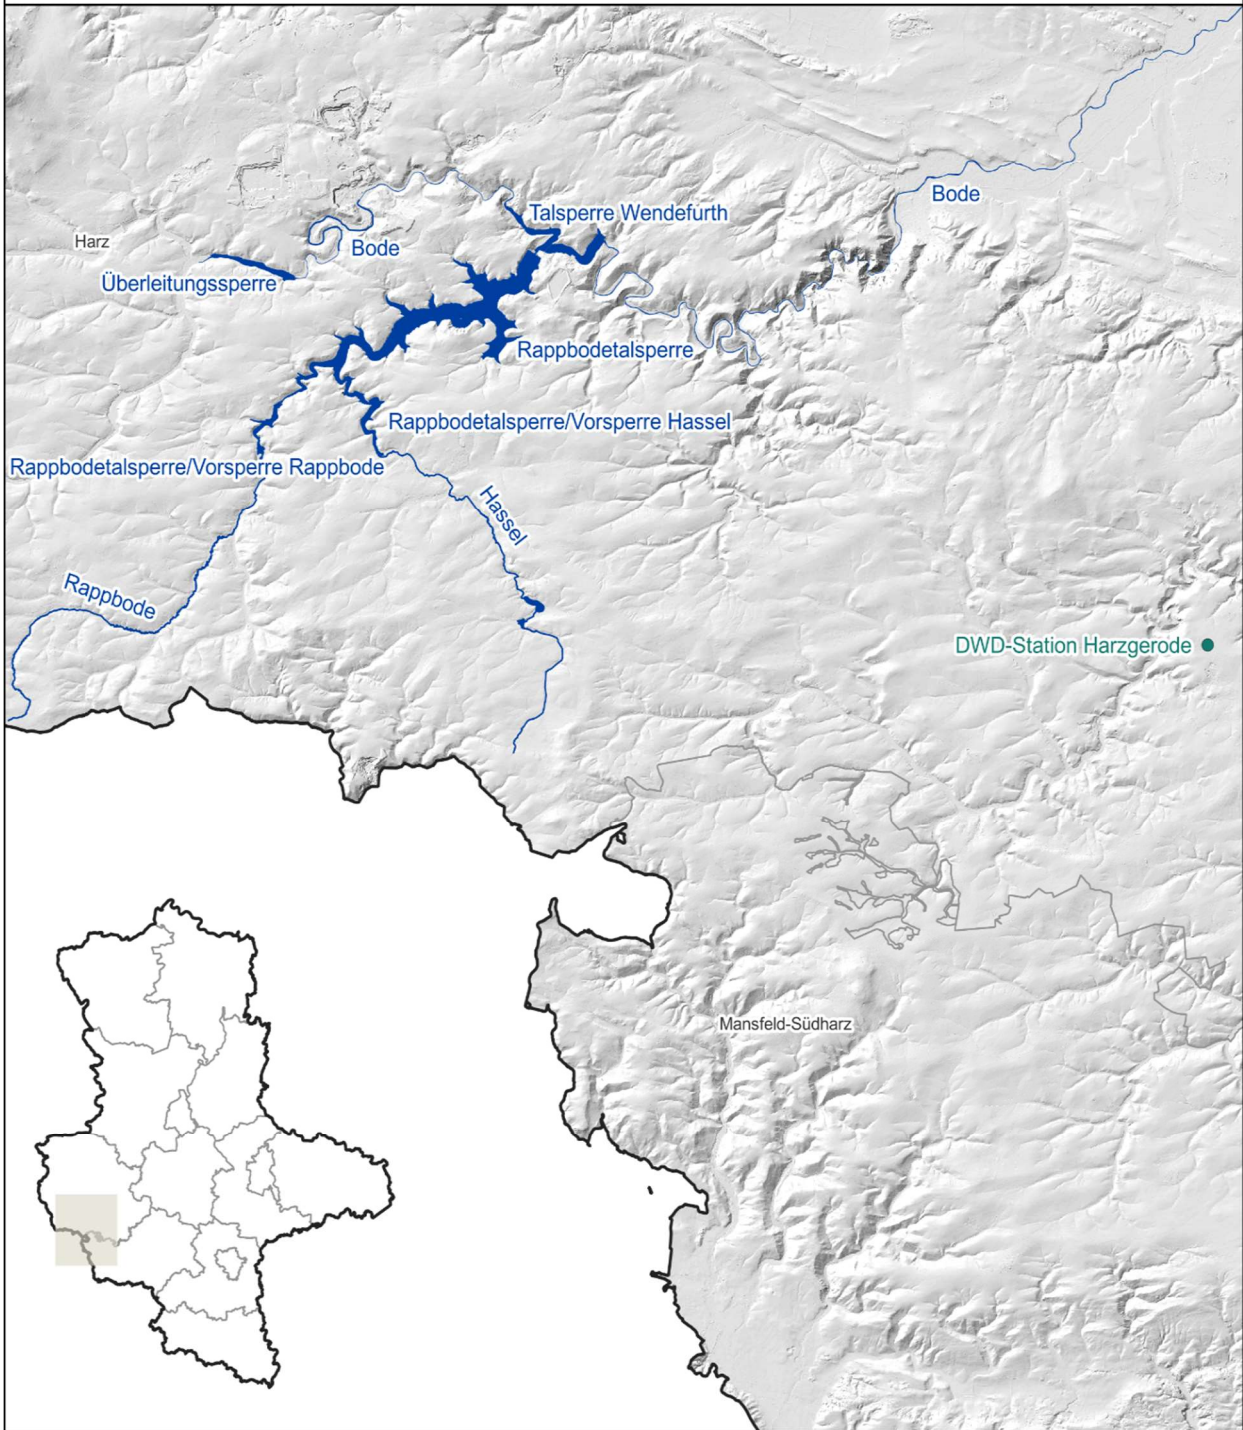 Bode
Talsperre Wendefurth
Harz
Bode
Überleitungssperre
Rappbodetalsperre
Rappbodetalsperre/Vorsperre Hassel
Rappbodetalsperre/Vorsperre Rappbode
Hassel
Rappbode
DWD-Station Harzgerode
Mansfeld-Südharz